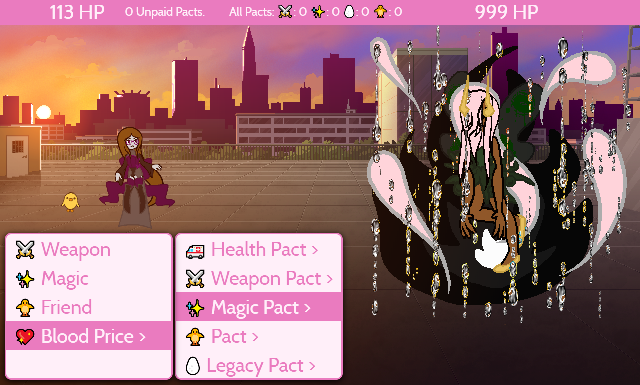 113 HP 0 Unpaid Pacts. All Pacts: : 0 : 0 : 0 : 0 999 HP
Weapon
Magic
Friend
Blood Price >
Health Pact >
Weapon Pact >
Magic Pact >
Pact >
Legacy Pact >